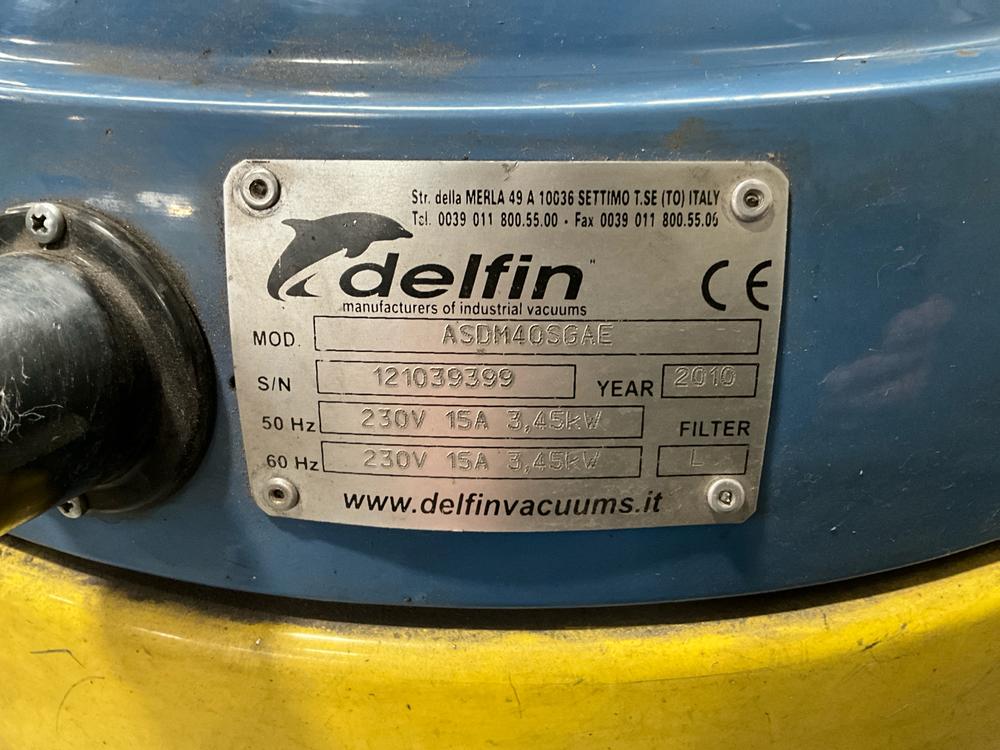 Str. della MERLA 49 A 10036 SETTIMO T.SE (TO) ITALY
Tel. 0039 011 800.55.00 - Fax 0039 011 800.55.06
delfin"
CE
manufacturers of industrial vacuums
MOD. ASDM40SGAE
S/N 121039399 YEAR 2010
50 Hz 230V 15A 3,45kW FILTER
60 Hz 230V 15A 3,45kW L
www.delfinvacuums.it